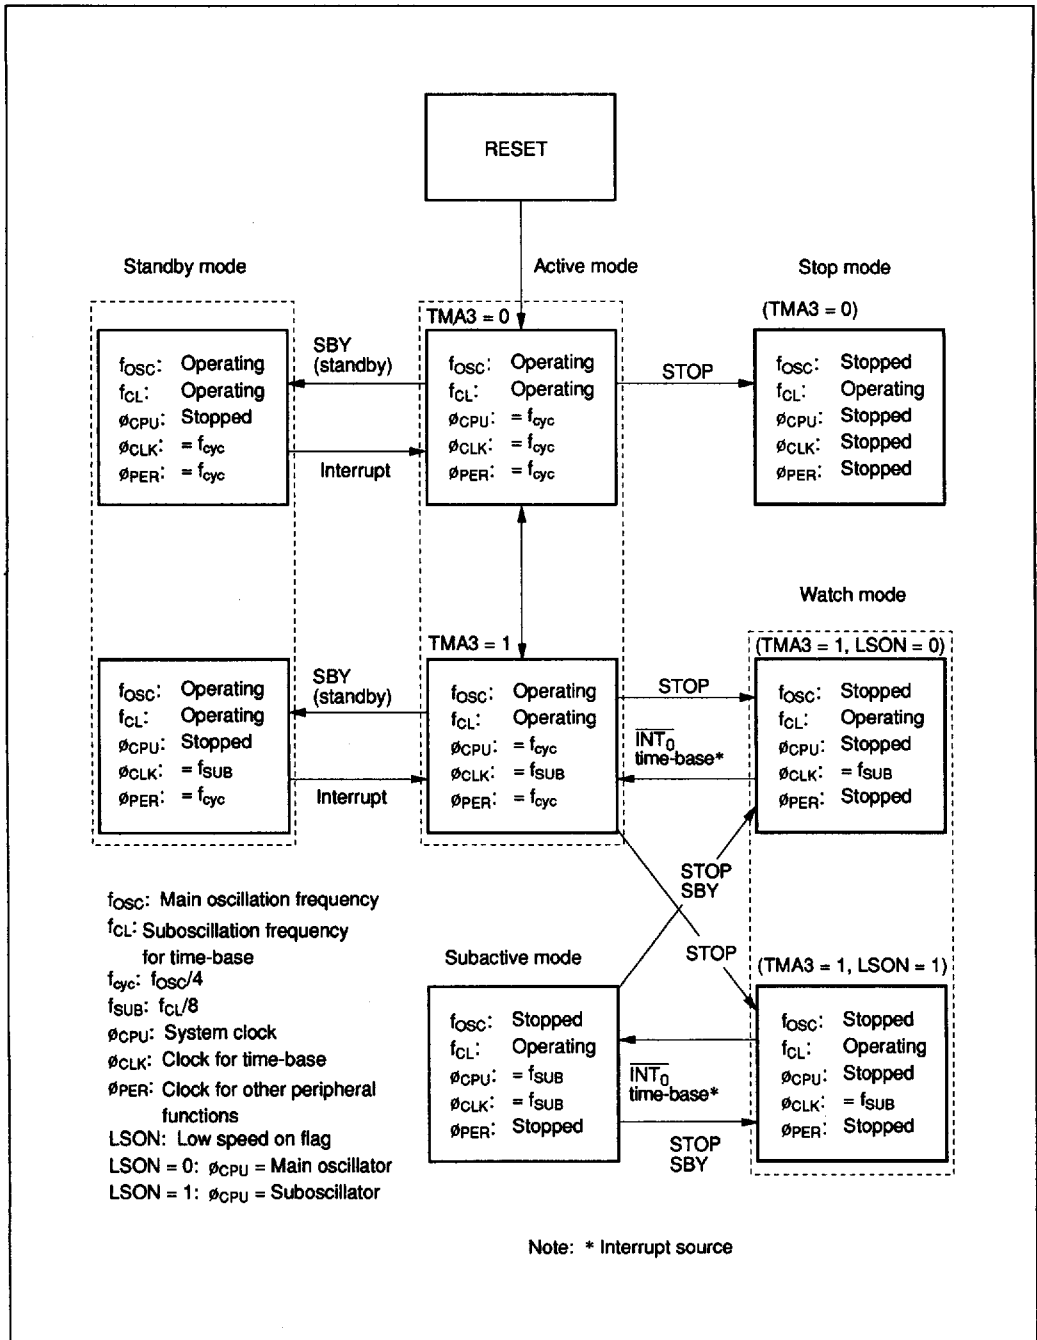 RESET
Standby mode
Active mode
Stop mode
TMA3 = 0
(TMA3 = 0)
fOSC: Operating
fCL: Operating
øCPU: Stopped
øCLK: = fcyc
øPER: = fcyc
SBY
(standby)
Interrupt
fOSC: Operating
fCL: Operating
øCPU: = fcyc
øCLK: = fcyc
øPER: = fcyc
STOP
fOSC: Stopped
fCL: Operating
øCPU: Stopped
øCLK: Stopped
øPER: Stopped
Watch mode
TMA3 = 1
(TMA3 = 1, LSON = 0)
fOSC: Operating
fCL: Operating
øCPU: Stopped
øCLK: = fSUB
øPER: = fcyc
SBY
(standby)
Interrupt
fOSC: Operating
fCL: Operating
øCPU: = fcyc
øCLK: = fSUB
øPER: = fcyc
STOP
I̅N̅T̅₀̅
time-base*
fOSC: Stopped
fCL: Operating
øCPU: Stopped
øCLK: = fSUB
øPER: Stopped
STOP
SBY
STOP
Subactive mode
(TMA3 = 1, LSON = 1)
fOSC: Stopped
fCL: Operating
øCPU: = fSUB
øCLK: = fSUB
øPER: Stopped
I̅N̅T̅₀̅
time-base*
STOP
SBY
fOSC: Stopped
fCL: Operating
øCPU: Stopped
øCLK: = fSUB
øPER: Stopped
fOSC: Main oscillation frequency
fCL: Suboscillation frequency
for time-base
fcyc: fOSC/4
fSUB: fCL/8
øCPU: System clock
øCLK: Clock for time-base
øPER: Clock for other peripheral
functions
LSON: Low speed on flag
LSON = 0: øCPU = Main oscillator
LSON = 1: øCPU = Suboscillator
Note: * Interrupt source